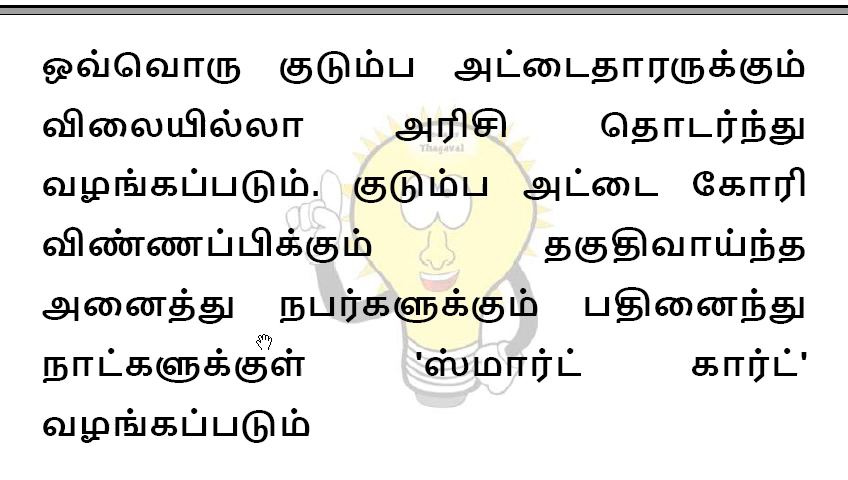 ஒவ்வொரு குடும்ப அட்டைதாரருக்கும்
விலையில்லா அரிசி தொடர்ந்து
Thagaval
வழங்கப்படும். குடும்ப அட்டை கோரி
விண்ணப்பிக்கும் தகுதிவாய்ந்த
அனைத்து நபர்களுக்கும் பதினைந்து
நாட்களுக்குள் 'ஸ்மார்ட் கார்ட்'
வழங்கப்படும்